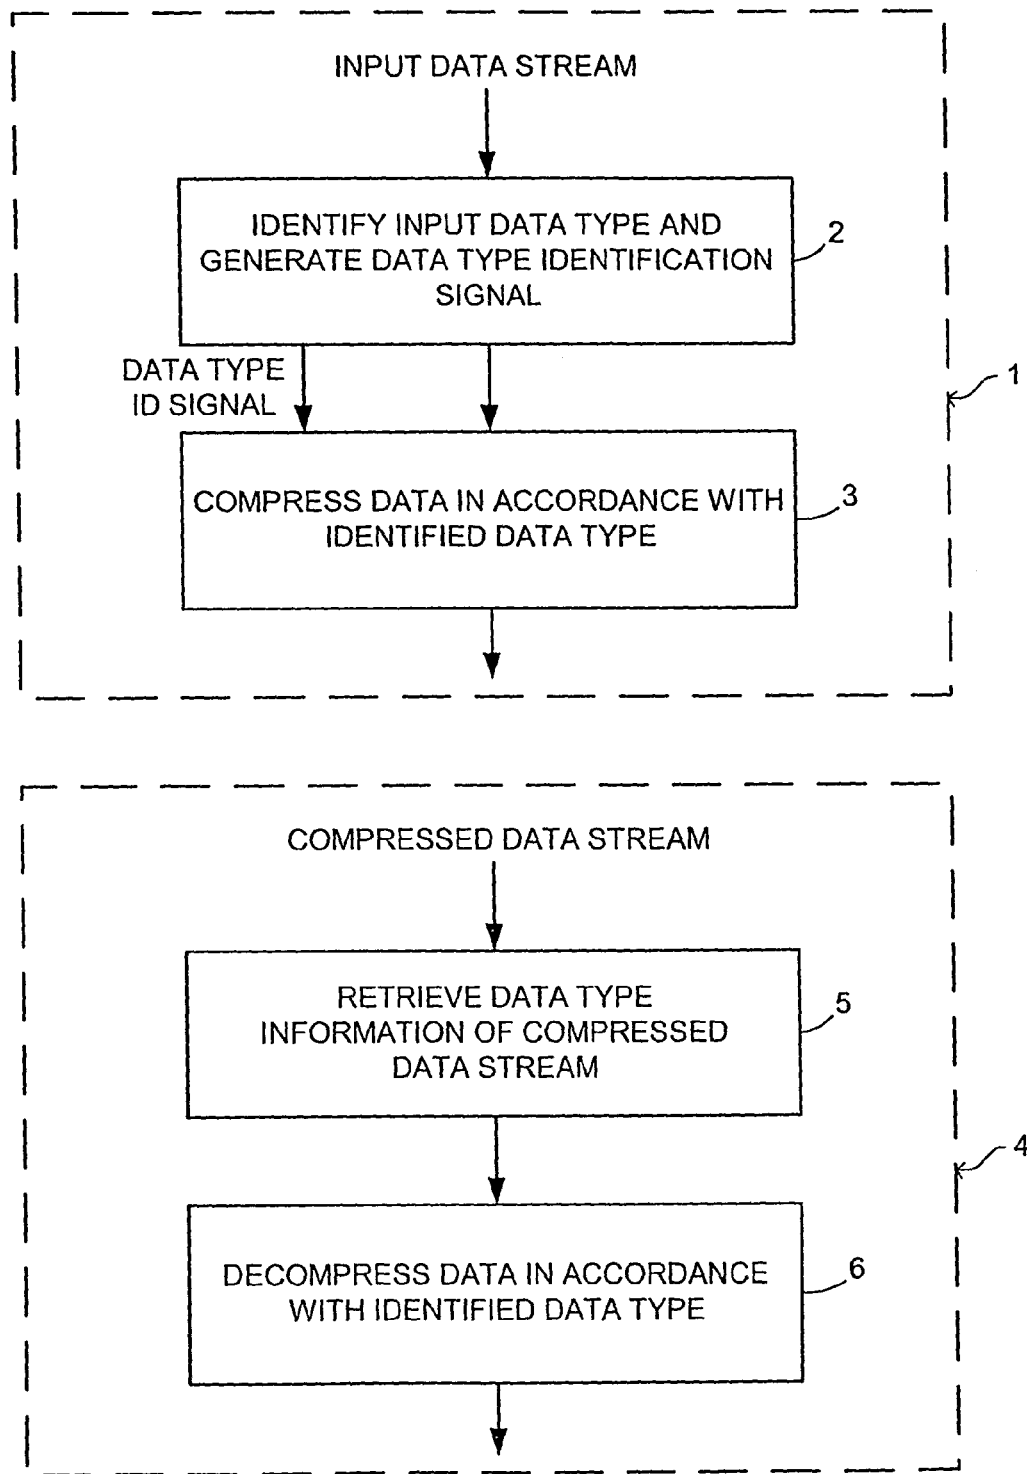 INPUT DATA STREAM
IDENTIFY INPUT DATA TYPE AND
GENERATE DATA TYPE IDENTIFICATION
SIGNAL
2
DATA TYPE
ID SIGNAL
1
COMPRESS DATA IN ACCORDANCE WITH
IDENTIFIED DATA TYPE
3
COMPRESSED DATA STREAM
RETRIEVE DATA TYPE
INFORMATION OF COMPRESSED
DATA STREAM
5
4
DECOMPRESS DATA IN ACCORDANCE
WITH IDENTIFIED DATA TYPE
6